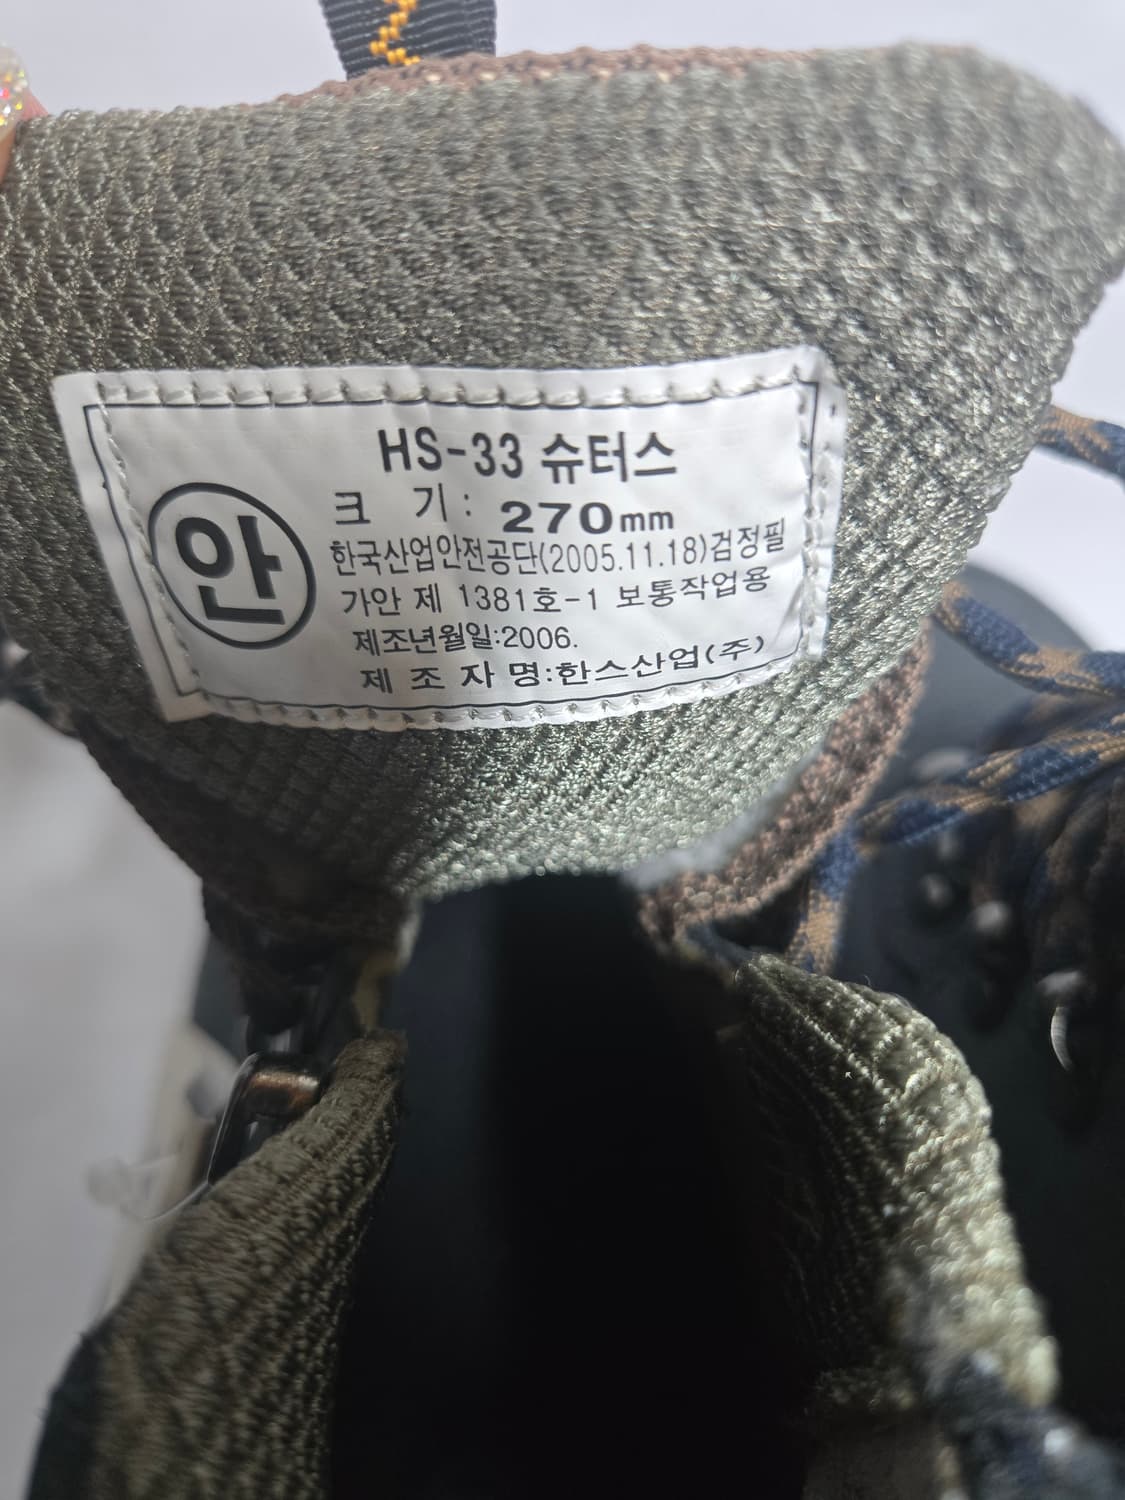 HS-33 슈터스
안
크 기: 270mm
한국산업안전공단(2005.11.18)검정필
가안 제 1381호-1 보통작업용
제조년월일:2006.
제 조 자 명:한스산업(주)